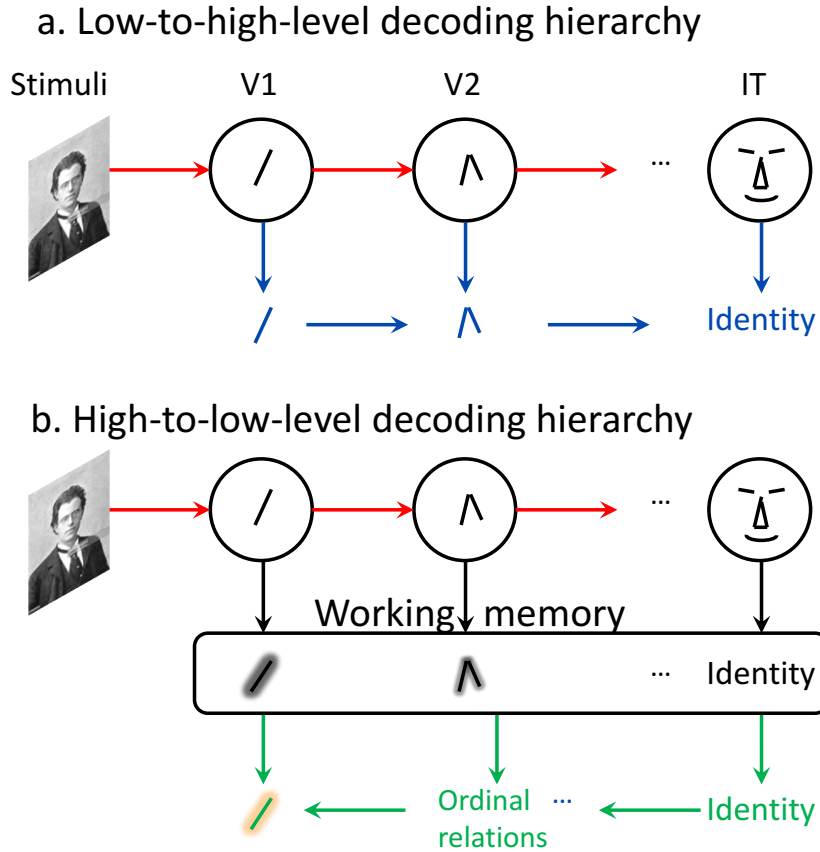 a. Low-to-high-level decoding hierarchy
Stimuli V1 V2 IT
...
Identity
b. High-to-low-level decoding hierarchy
...
Working memory
... Identity
Ordinal ... Identity
relations